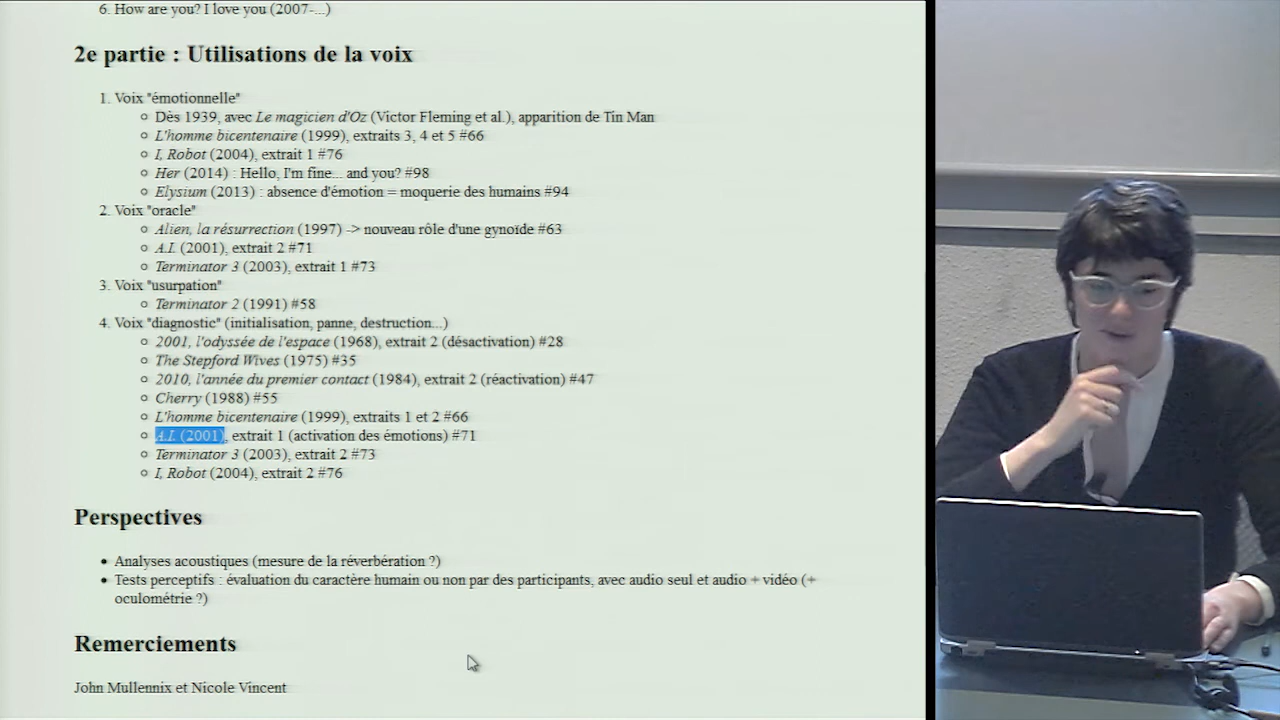 6. How are you? I love you (2007-...)
2e partie : Utilisations de la voix
1. Voix "émotionnelle"
Dès 1939, avec Le magicien d'Oz (Victor Fleming et al.), apparition de Tin Man
L'homme bicentenaire (1999), extraits 3, 4 et 5 #66
I, Robot (2004), extrait 1 #76
Her (2014) : Hello, I'm fine... and you? #98
Elysium (2013) : absence d'émotion = moquerie des humains #94
2. Voix "oracle"
Alien, la résurrection (1997) -> nouveau rôle d'une gynoïde #63
A.I. (2001), extrait 2 #71
Terminator 3 (2003), extrait 1 #73
3. Voix "usurpation"
Terminator 2 (1991) #58
4. Voix "diagnostic" (initialisation, panne, destruction...)
2001, l'odyssée de l'espace (1968), extrait 2 (désactivation) #28
The Stepford Wives (1975) #35
2010, l'année du premier contact (1984), extrait 2 (réactivation) #47
Cherry (1988) #55
L'homme bicentenaire (1999), extraits 1 et 2 #66
A.I. (2001), extrait 1 (activation des émotions) #71
Terminator 3 (2003), extrait 2 #73
I, Robot (2004), extrait 2 #76
Perspectives
Analyses acoustiques (mesure de la réverbération ?)
Tests perceptifs : évaluation du caractère humain ou non par des participants, avec audio seul et audio + vidéo (+
oculométrie ?)
Remerciements
John Mullennix et Nicole Vincent